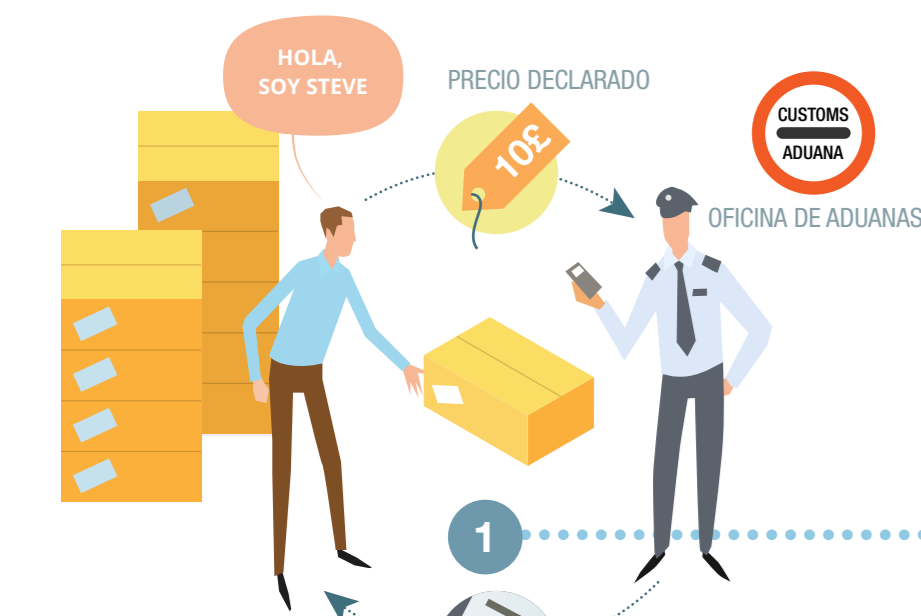 HOLA,
SOY STEVE
PRECIO DECLARADO
10£
CUSTOMS
ADUANA
OFICINA DE ADUANAS
1